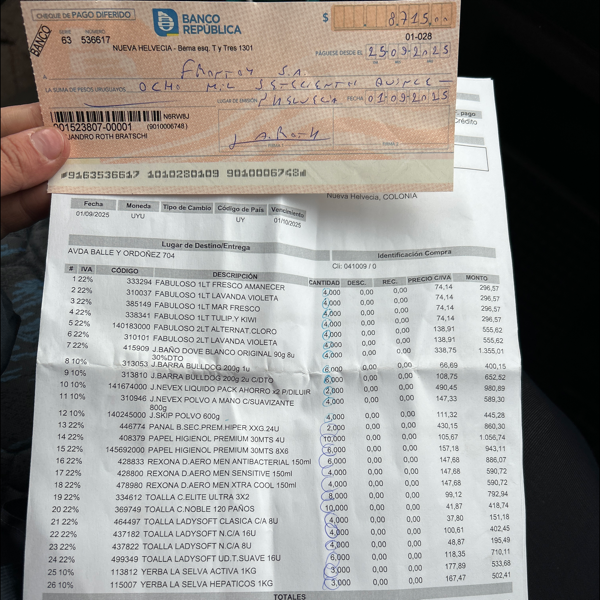 CHEQUE DE PAGO DIFERIDO
BANCO REPÚBLICA
$ 8.715,00
BANCO
SERIE NÚMERO
63 536617
01-028
NUEVA HELVECIA - Berna esq. T y Tres 1301
PAGUESE DESDE EL 25 09 2025
S.A.
LA SUMA DE PESOS URUGUAYOS OCHO MIL SETECIENTOS QUINCE
LUGAR DE EMISIÓN N. HELVECIA FECHA 01 09 2025
N6RW8J
001523807-00001 (9010006748)
JANDRO ROTH BRATSCHI
A. Roth
FIRMA 1
FIRMA 2
#9163536617 1010280109 9010006748#
pago
Crédito
Nueva Helvecia, COLONIA
Fecha Moneda Tipo de Cambio Código de País Vencimiento
01/09/2025 UYU UY 01/10/2025
Lugar de Destino/Entrega Identificación Compra
AVDA BALLE Y ORDOÑEZ 704
Cli: 041009 / 0
# IVA CÓDIGO DESCRIPCIÓN CANTIDAD DESC. REC. PRECIO C/IVA MONTO
1 22% 333294 FABULOSO 1LT FRESCO AMANECER 4,000 0,00 0,00 74,14 296,57
2 22% 310037 FABULOSO 1LT LAVANDA VIOLETA 4,000 0,00 0,00 74,14 296,57
3 22% 385149 FABULOSO 1LT MAR FRESCO 4,000 0,00 0,00 74,14 296,57
4 22% 338341 FABULOSO 1LT TULIP.Y KIWI 4,000 0,00 0,00 74,14 296,57
5 22% 140183000 FABULOSO 2LT ALTERNAT.CLORO 4,000 0,00 0,00 138,91 555,62
6 22% 310101 FABULOSO 2LT LAVANDA VIOLETA 4,000 0,00 0,00 138,91 555,62
7 22% 415909 J.BAÑO DOVE BLANCO ORIGINAL 90g 8u 30%DTO 4,000 0,00 0,00 338,75 1.355,01
8 10% 313053 J.BARRA BULLDOG 200g 1u 6,000 0,00 0,00 66,69 400,15
9 10% 313810 J.BARRA BULLDOG 200g 2u C/DTO 6,000 0,00 0,00 108,75 652,52
10 10% 141674000 J.NEVEX LIQUIDO PACK AHORRO x2 P/DILUIR 2,000 0,00 0,00 490,45 980,89
11 10% 310946 J.NEVEX POLVO A MANO C/SUAVIZANTE 800g 4,000 0,00 0,00 147,33 589,30
12 10% 140245000 J.SKIP POLVO 600g 4,000 0,00 0,00 111,32 445,28
13 22% 446774 PANAL B.SEC.PREM.HIPER XXG.24U 2,000 0,00 0,00 430,15 860,30
14 22% 408379 PAPEL HIGIENOL PREMIUM 30MTS 4U 10,000 0,00 0,00 105,67 1.056,74
15 22% 145692000 PAPEL HIGIENOL PREMIUM 30MTS 8X6 6,000 0,00 0,00 157,18 943,11
16 22% 428833 REXONA D.AERO MEN ANTIBACTERIAL 150ml 6,000 0,00 0,00 147,68 886,07
17 22% 428800 REXONA D.AERO MEN SENSITIVE 150ml 4,000 0,00 0,00 147,68 590,72
18 22% 478980 REXONA D.AERO MEN XTRA COOL 150ml 4,000 0,00 0,00 147,68 590,72
19 22% 334612 TOALLA C.ELITE ULTRA 3X2 8,000 0,00 0,00 99,12 792,94
20 22% 369749 TOALLA C.NOBLE 120 PAÑOS 10,000 0,00 0,00 41,87 418,74
21 22% 464497 TOALLA LADYSOFT CLASICA C/A 8U 4,000 0,00 0,00 37,80 151,18
22 22% 437182 TOALLA LADYSOFT N.C/A 16U 4,000 0,00 0,00 100,61 402,45
23 22% 437822 TOALLA LADYSOFT N.C/A 8U 4,000 0,00 0,00 48,67 195,49
24 22% 499349 TOALLA LADYSOFT UD.T.SUAVE 16U 6,000 0,00 0,00 118,35 710,11
25 10% 113812 YERBA LA SELVA ACTIVA 1KG 3,000 0,00 0,00 177,89 533,68
26 10% 115007 YERBA LA SELVA HEPATICOS 1KG 3,000 0,00 0,00 167,47 502,41
TOTALES